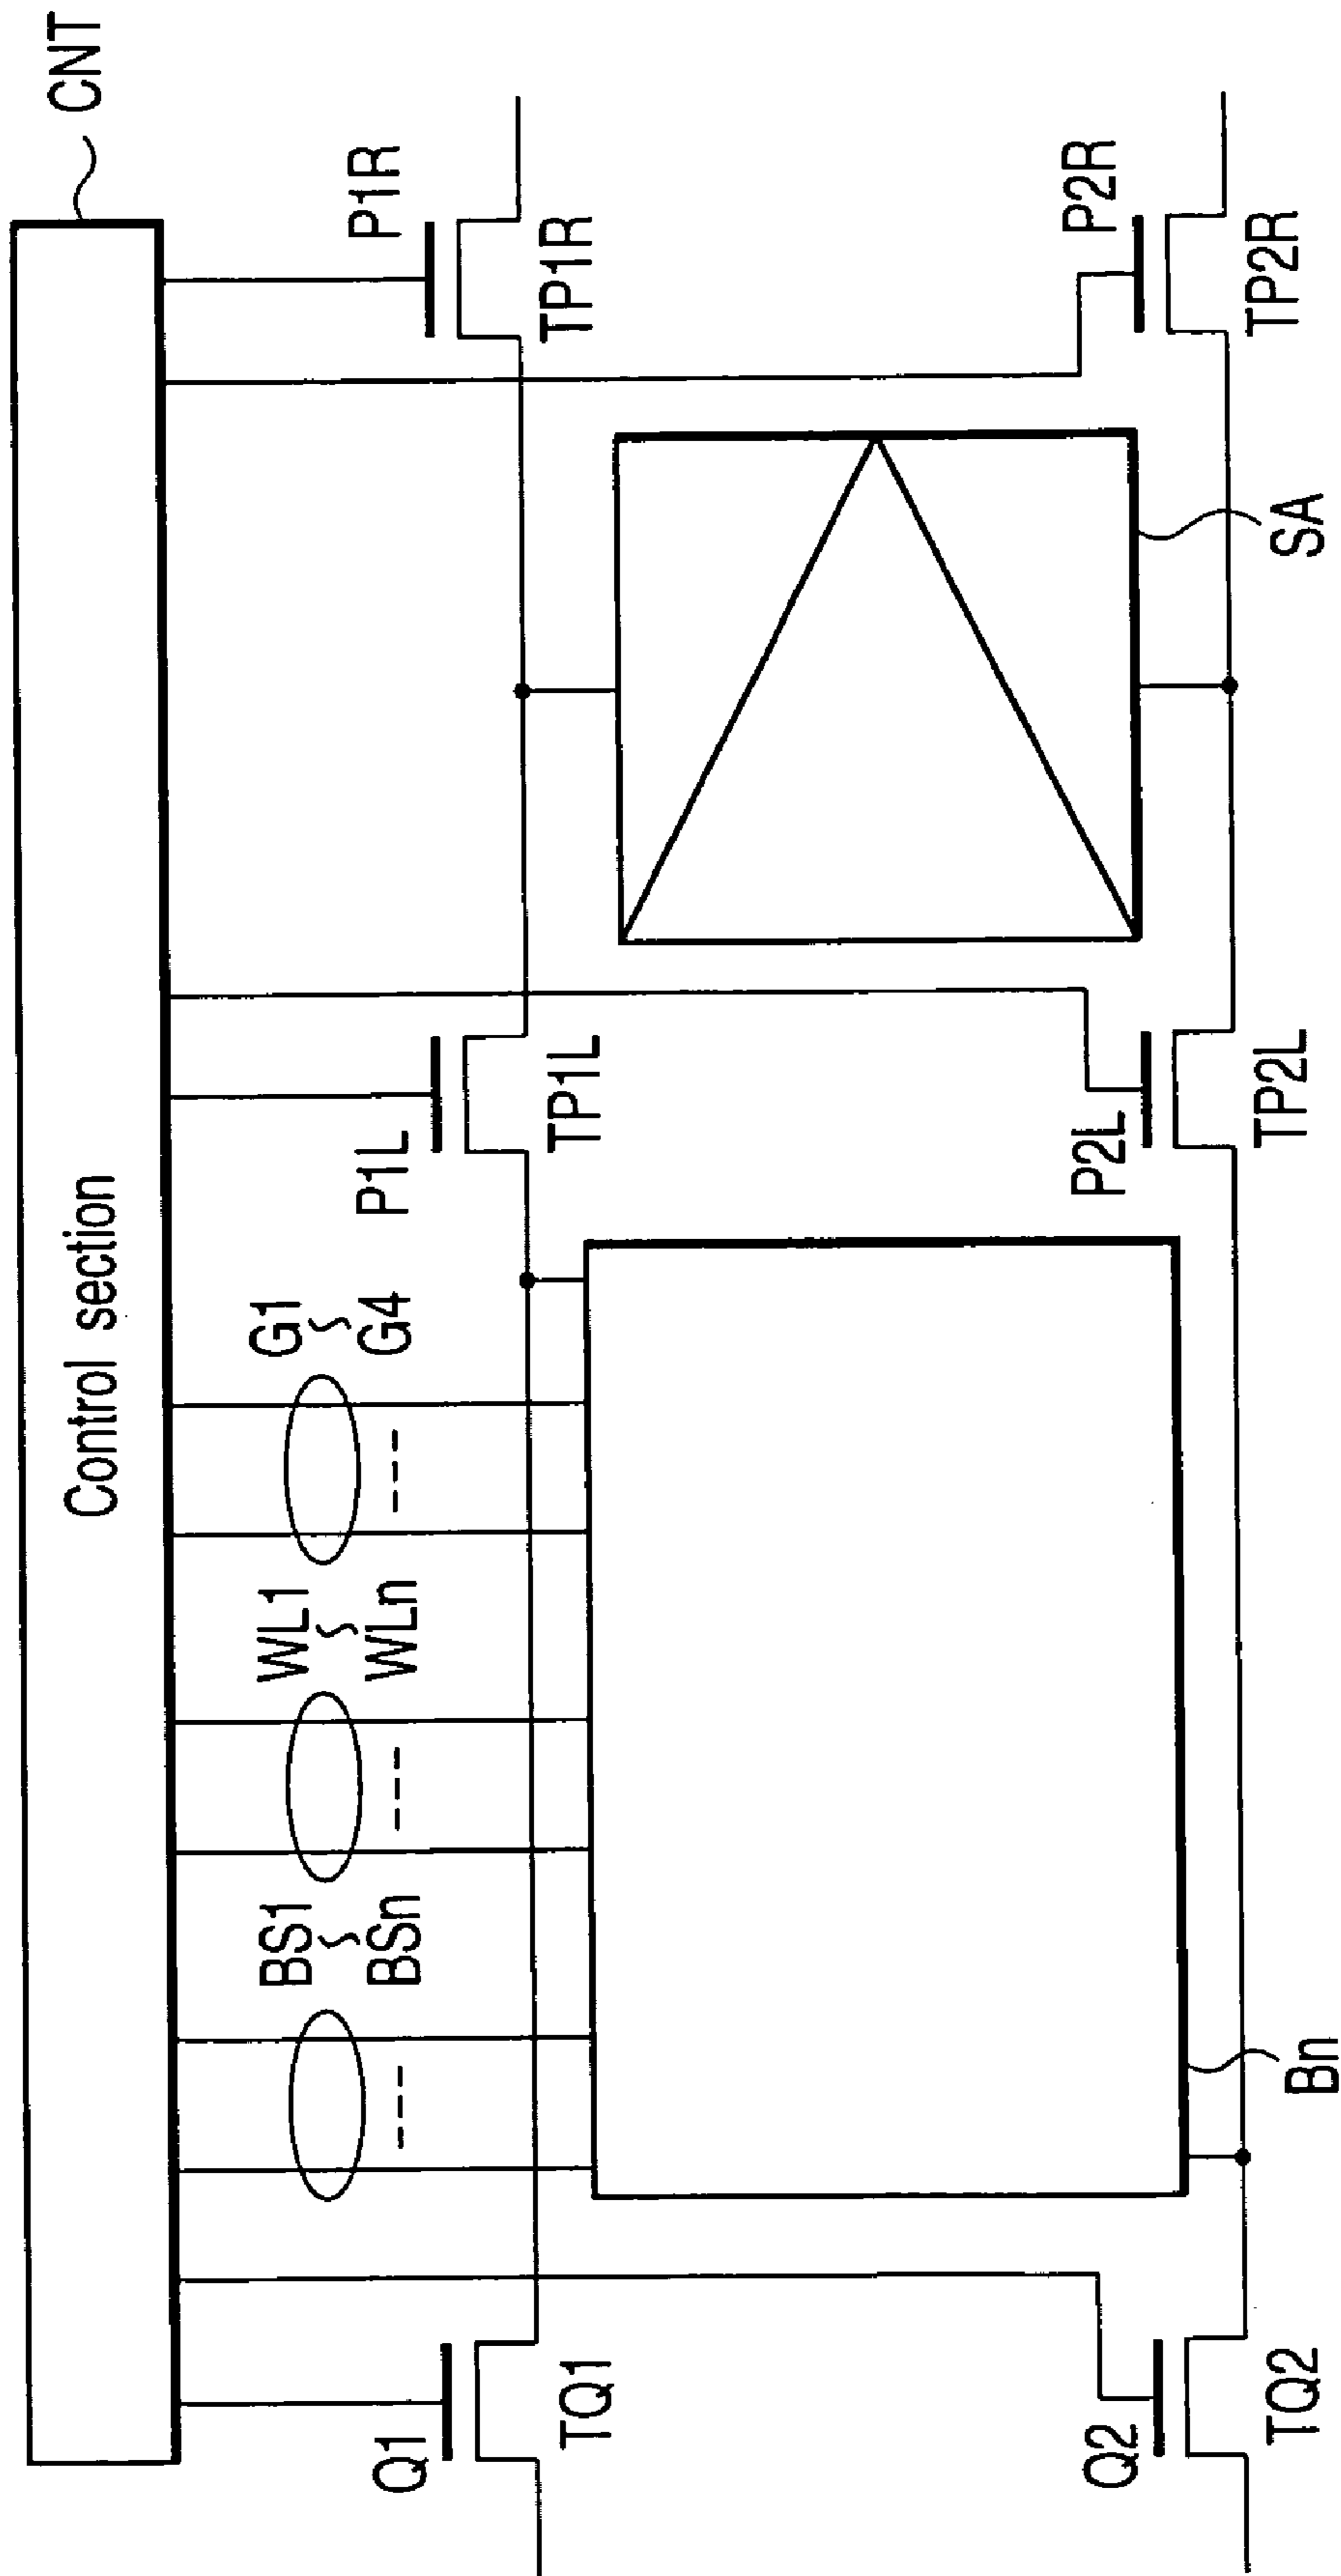 Control section
CNT
BS1
BSn
WL1
WLn
G1
G4
Q1
TQ1
P1L
TP1L
P1R
TP1R
Q2
TQ2
Bn
P2L
TP2L
SA
P2R
TP2R